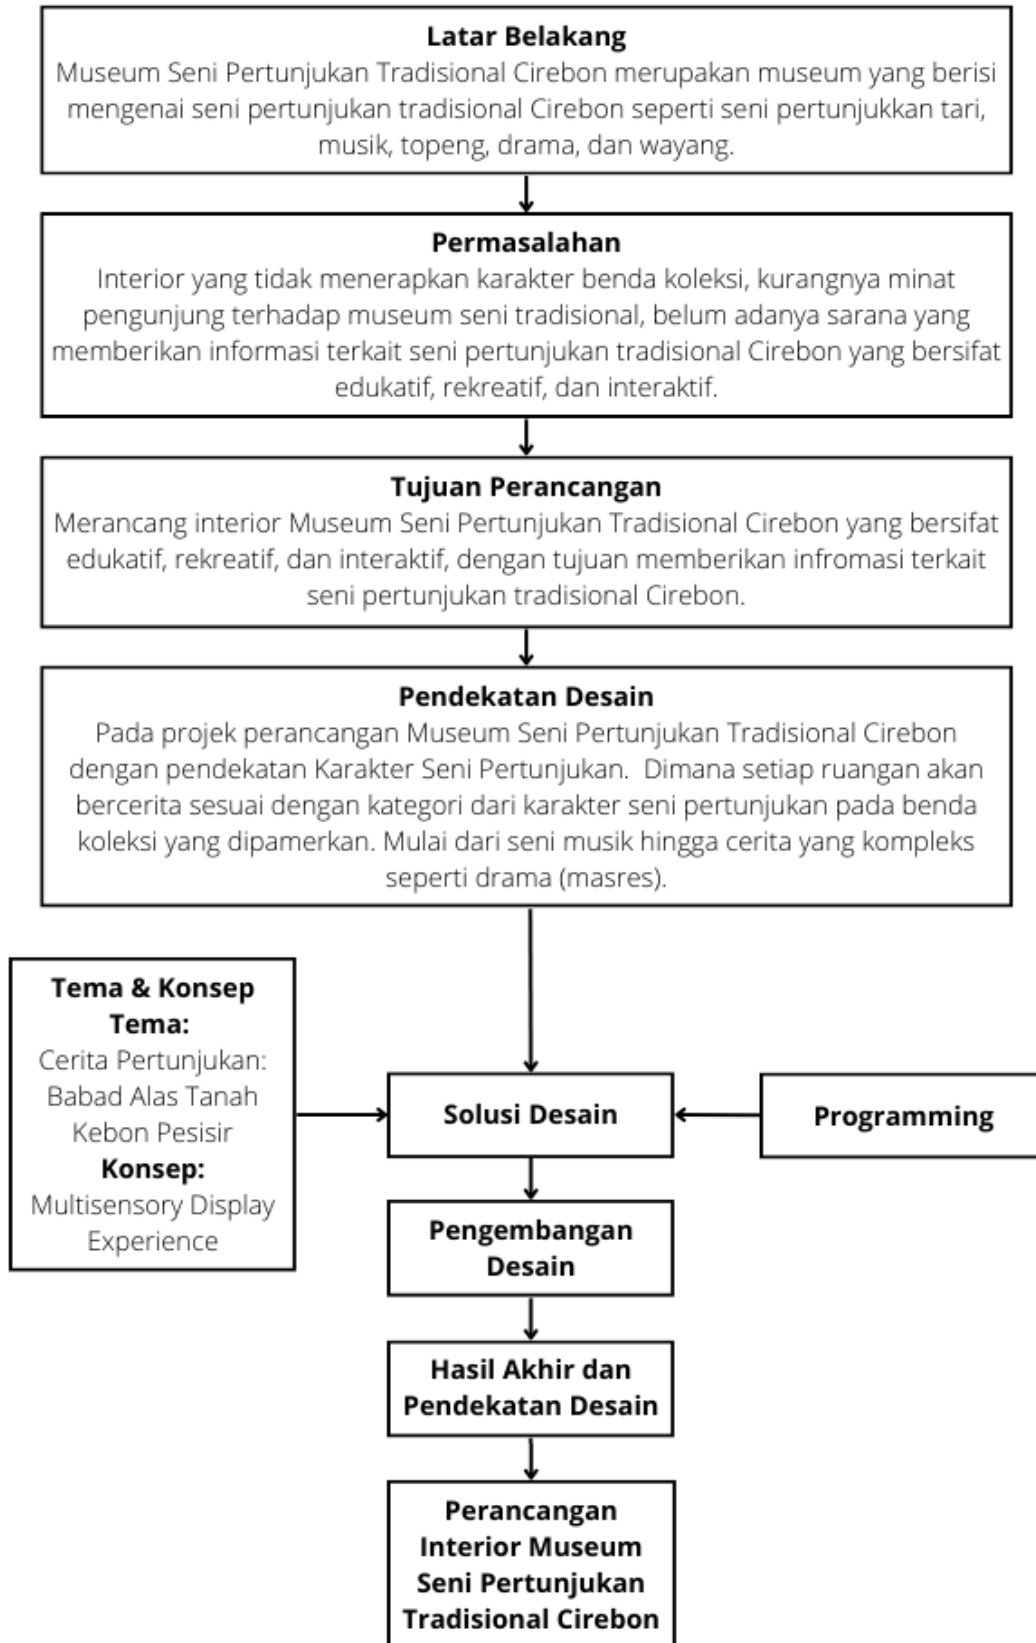 Latar Belakang
Museum Seni Pertunjukan Tradisional Cirebon merupakan museum yang berisi
mengenai seni pertunjukan tradisional Cirebon seperti seni pertunjukkan tari,
musik, topeng, drama, dan wayang.
Permasalahan
Interior yang tidak menerapkan karakter benda koleksi, kurangnya minat
pengunjung terhadap museum seni tradisional, belum adanya sarana yang
memberikan informasi terkait seni pertunjukan tradisional Cirebon yang bersifat
edukatif, rekreatif, dan interaktif.
Tujuan Perancangan
Merancang interior Museum Seni Pertunjukan Tradisional Cirebon yang bersifat
edukatif, rekreatif, dan interaktif, dengan tujuan memberikan infromasi terkait
seni pertunjukan tradisional Cirebon.
Pendekatan Desain
Pada projek perancangan Museum Seni Pertunjukan Tradisional Cirebon
dengan pendekatan Karakter Seni Pertunjukan. Dimana setiap ruangan akan
bercerita sesuai dengan kategori dari karakter seni pertunjukan pada benda
koleksi yang dipamerkan. Mulai dari seni musik hingga cerita yang kompleks
seperti drama (masres).
Tema & Konsep
Tema:
Cerita Pertunjukan:
Babad Alas Tanah
Kebon Pesisir
Konsep:
Multisensory Display
Experience
Solusi Desain
Programming
Pengembangan
Desain
Hasil Akhir dan
Pendekatan Desain
Perancangan
Interior Museum
Seni Pertunjukan
Tradisional Cirebon